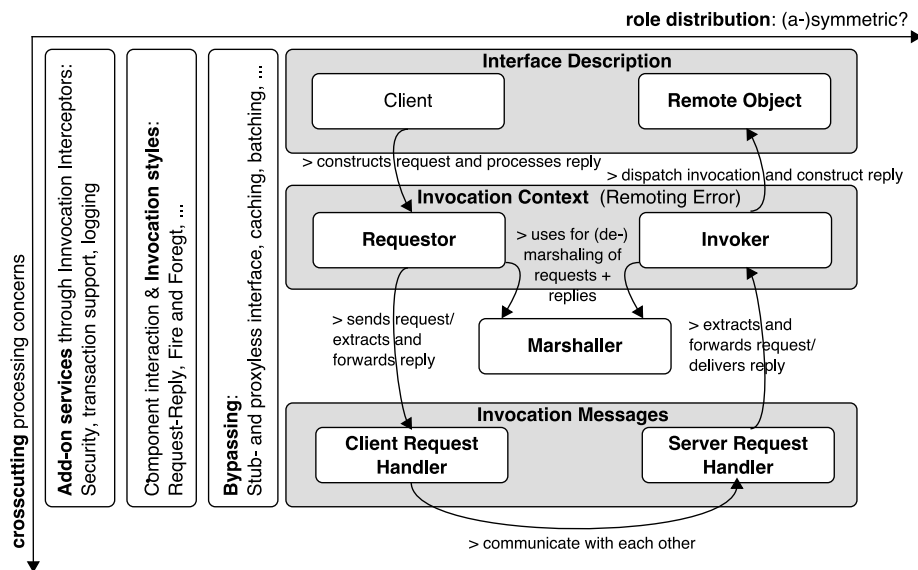 role distribution: (a-)symmetric?
crosscutting processing concerns
Add-on services through Invocation Interceptors:
Security, transaction support, logging
Component interaction & Invocation styles:
Request-Reply, Fire and Foregt, ...
Bypassing:
Stub- and proxyless interface, caching, batching, ...
Interface Description
Client
Remote Object
> constructs request and processes reply
> dispatch invocation and construct reply
Invocation Context (Remoting Error)
Requestor
> uses for (de-)
marshaling of
requests +
replies
Invoker
> sends request/
extracts and
forwards reply
Marshaller
> extracts and
forwards request/
delivers reply
Invocation Messages
Client Request
Handler
Server Request
Handler
> communicate with each other